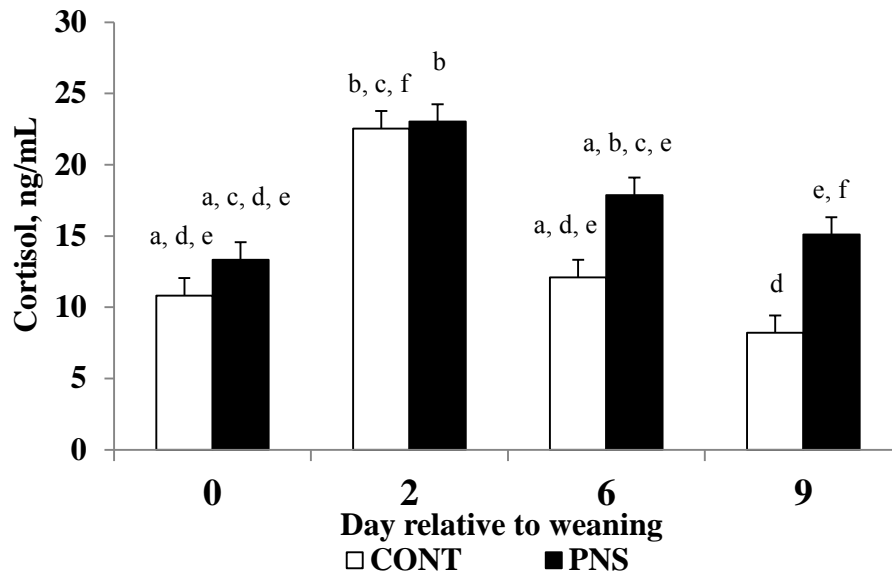 Cortisol, ng/mL
30
25
20
15
10
5
0
a, d, e
a, c, d, e
b, c, f
b
a, d, e
a, b, c, e
d
e, f
0 2 6 9
Day relative to weaning
CONT PNS